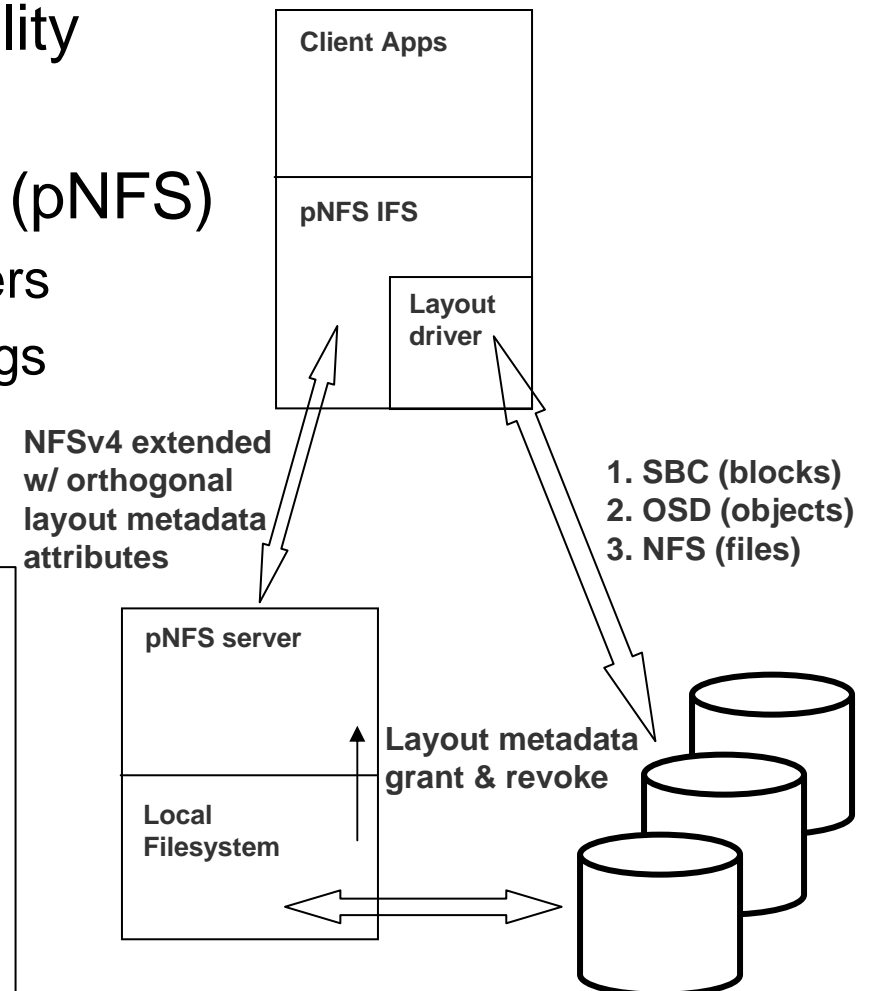 lity
(pNFS)
ers
gs
Client Apps
pNFS IFS
Layout
driver
NFSv4 extended
w/ orthogonal
layout metadata
attributes
1. SBC (blocks)
2. OSD (objects)
3. NFS (files)
pNFS server
Layout metadata
grant & revoke
Local
Filesystem